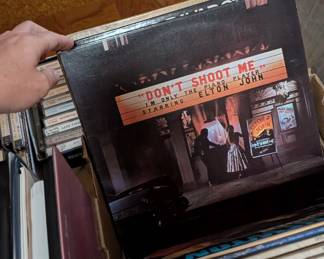 "DON'T SHOOT ME
I'M ONLY THE PIANO PLAYER"
STARRING ELTON JOHN